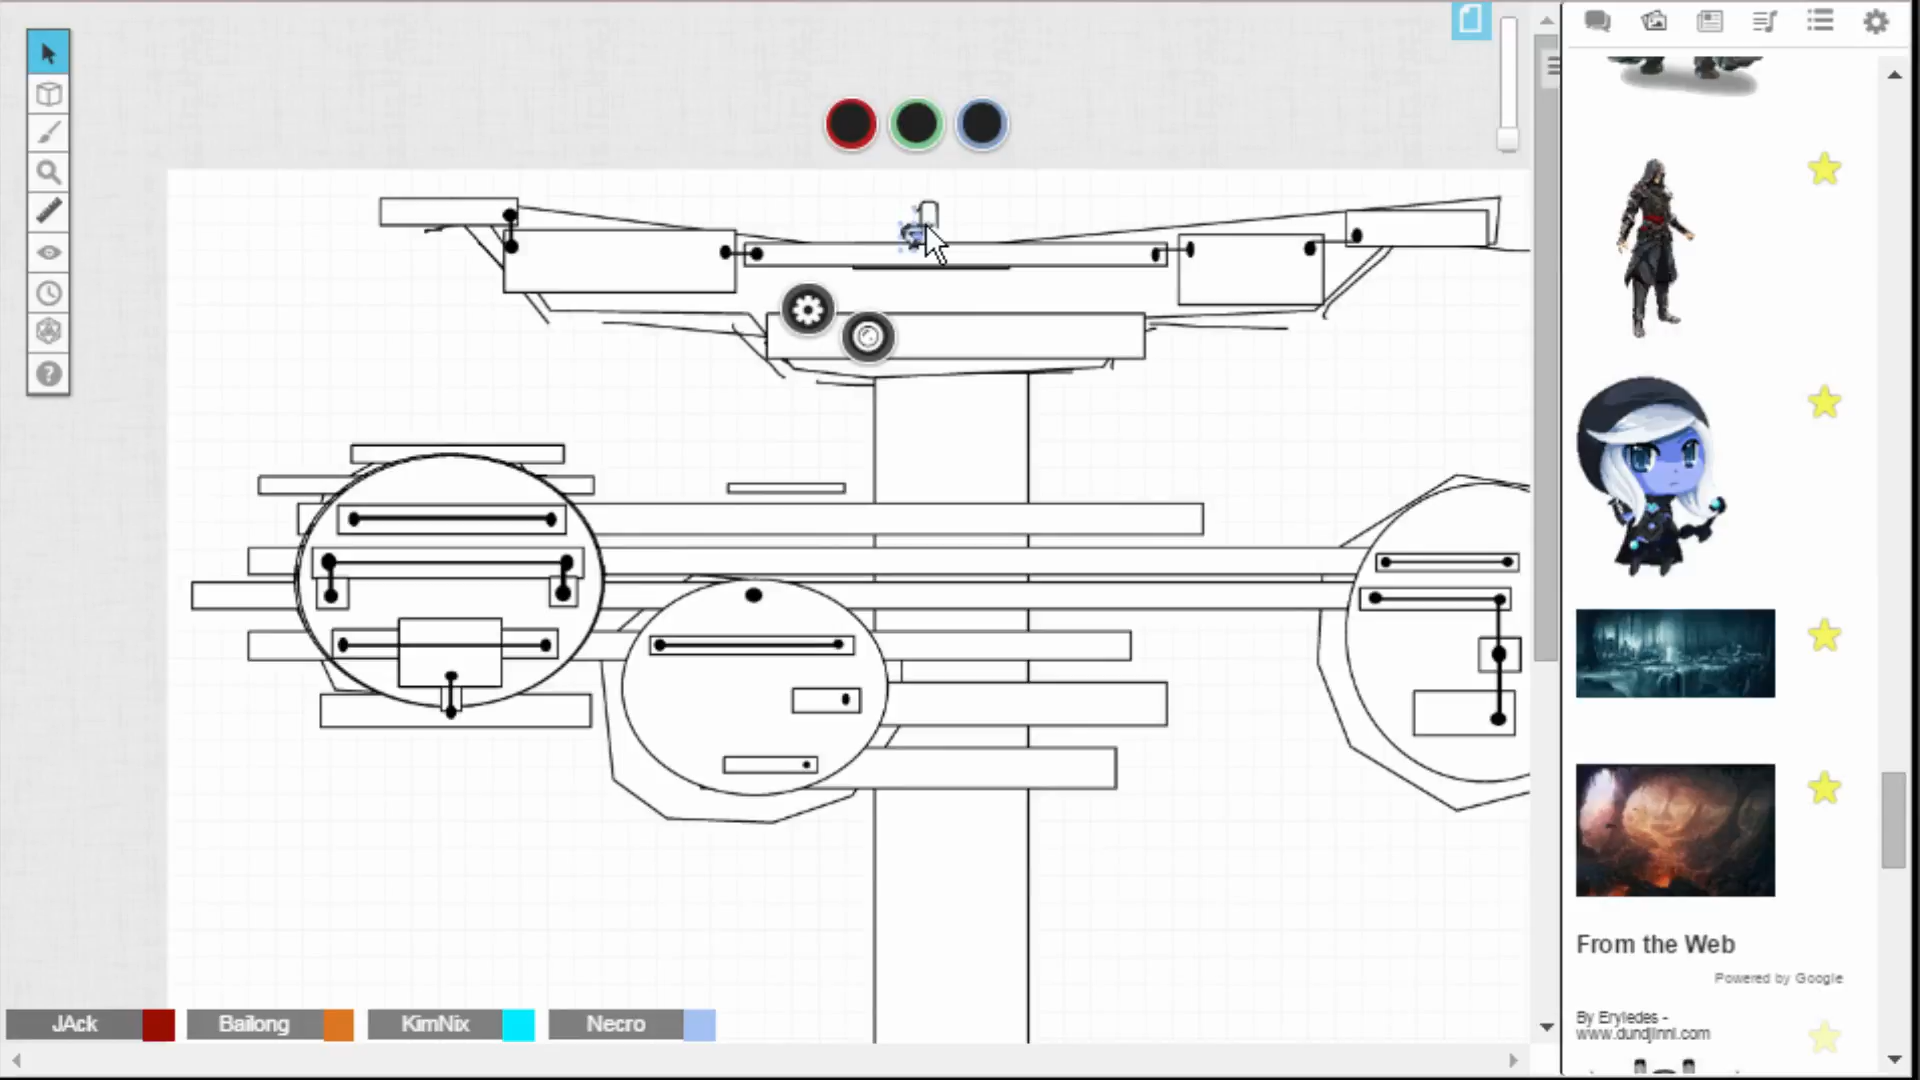 From the Web
Powered by Google
By Eryledes -
www.dundjinni.com
JAck
Bailong
KimNix
Necro